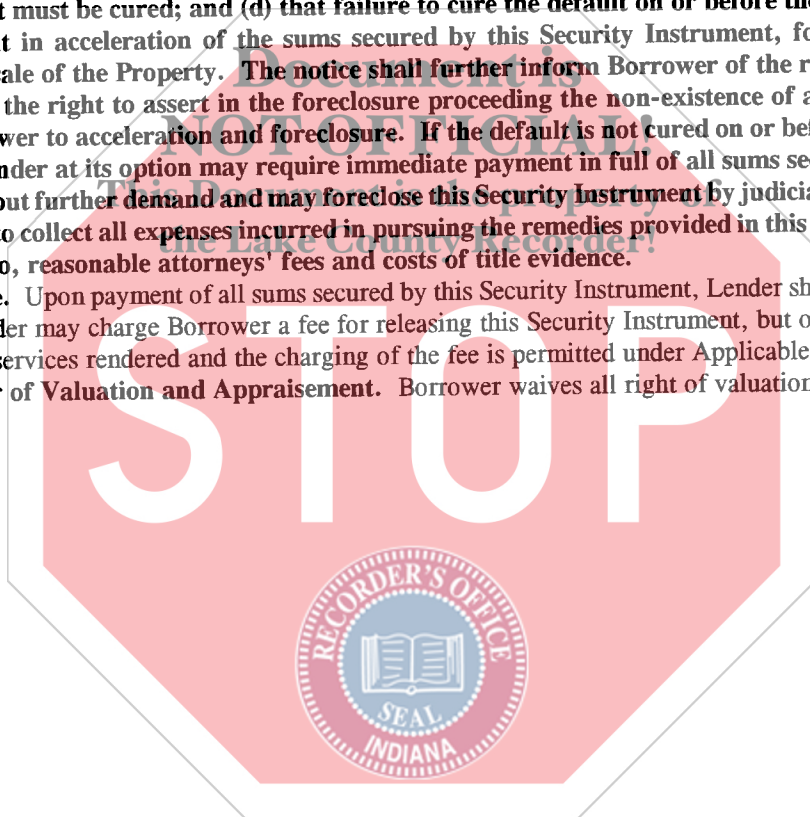 must be cured; and (d) that failure to cure the default on or before the
t in acceleration of the sums secured by this Security Instrument, fo
ale of the Property. The notice shall further inform Borrower of the r
the right to assert in the foreclosure proceeding the non-existence of a
wer to acceleration and foreclosure. If the default is not cured on or bef
nder at its option may require immediate payment in full of all sums se
out further demand and may foreclose this Security Instrument by judicia
to collect all expenses incurred in pursuing the remedies provided in this
o, reasonable attorneys' fees and costs of title evidence.
e. Upon payment of all sums secured by this Security Instrument, Lender sh
der may charge Borrower a fee for releasing this Security Instrument, but o
services rendered and the charging of the fee is permitted under Applicable
of Valuation and Appraisement. Borrower waives all right of valuation
Document is
NOT OFFICIAL!
This Document is the property of
the Lake County Recorder!
STOP
RECORDER'S OFFICE
SEAL
INDIANA